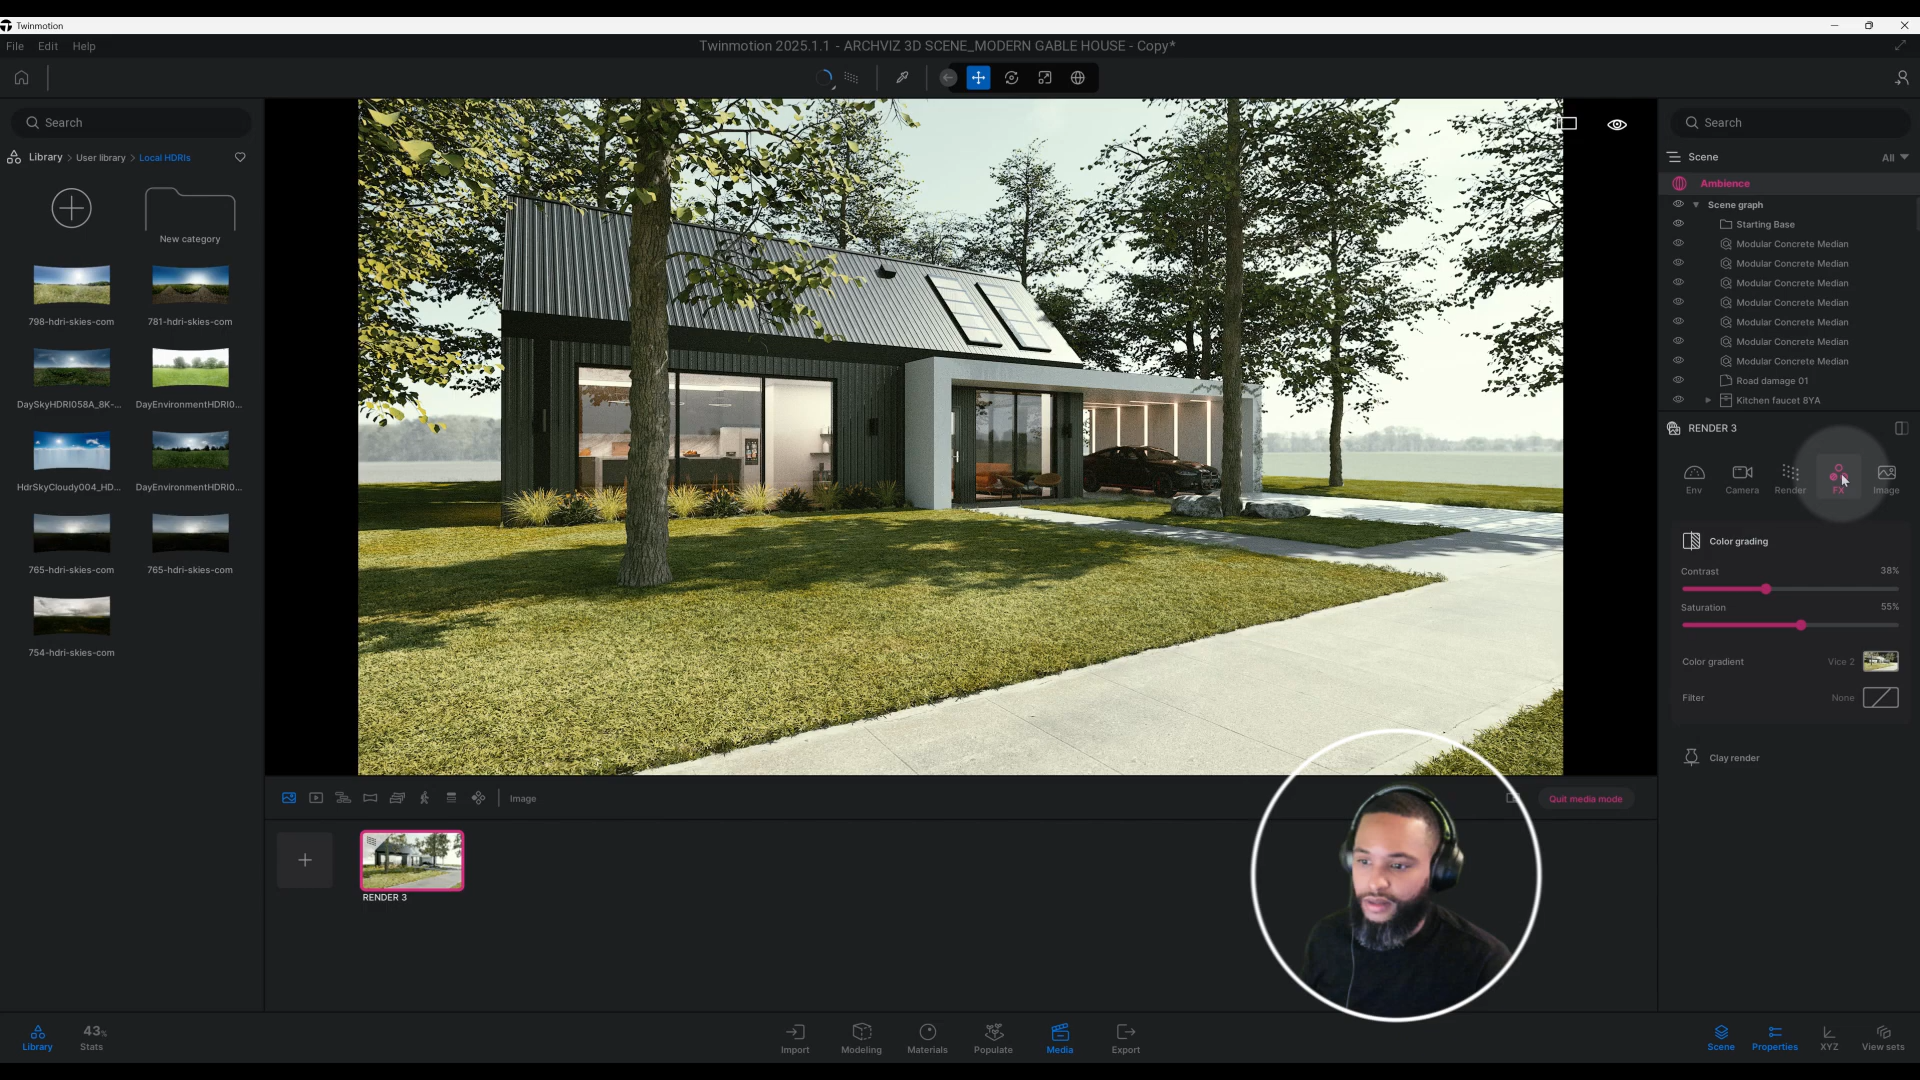 Twinmotion
File Edit Help
Twinmotion 2025.1.1 - ARCHVIZ 3D SCENE_MODERN GABLE HOUSE - Copy*
Search
Library > User library > Local HDRIs
New category
798-hdri-skies-com
781-hdri-skies-com
DaySkyHDRI058A_8K-...
DayEnvironmentHDRI0...
HdrSkyCloudy004_HD...
DayEnvironmentHDRI0...
765-hdri-skies-com
765-hdri-skies-com
754-hdri-skies-com
Search
Scene
All
Ambience
Scene graph
Starting Base
Modular Concrete Median
Modular Concrete Median
Modular Concrete Median
Modular Concrete Median
Modular Concrete Median
Modular Concrete Median
Modular Concrete Median
Road damage 01
Kitchen faucet 8YA
RENDER 3
Env Camera Render FX Image
Color grading
Contrast 38%
Saturation 55%
Color gradient Vice 2
Filter None
Clay render
Image
Quit media mode
RENDER 3
Library
43%
Stats
Import Modeling Materials Populate Media Export
Scene Properties XYZ View sets